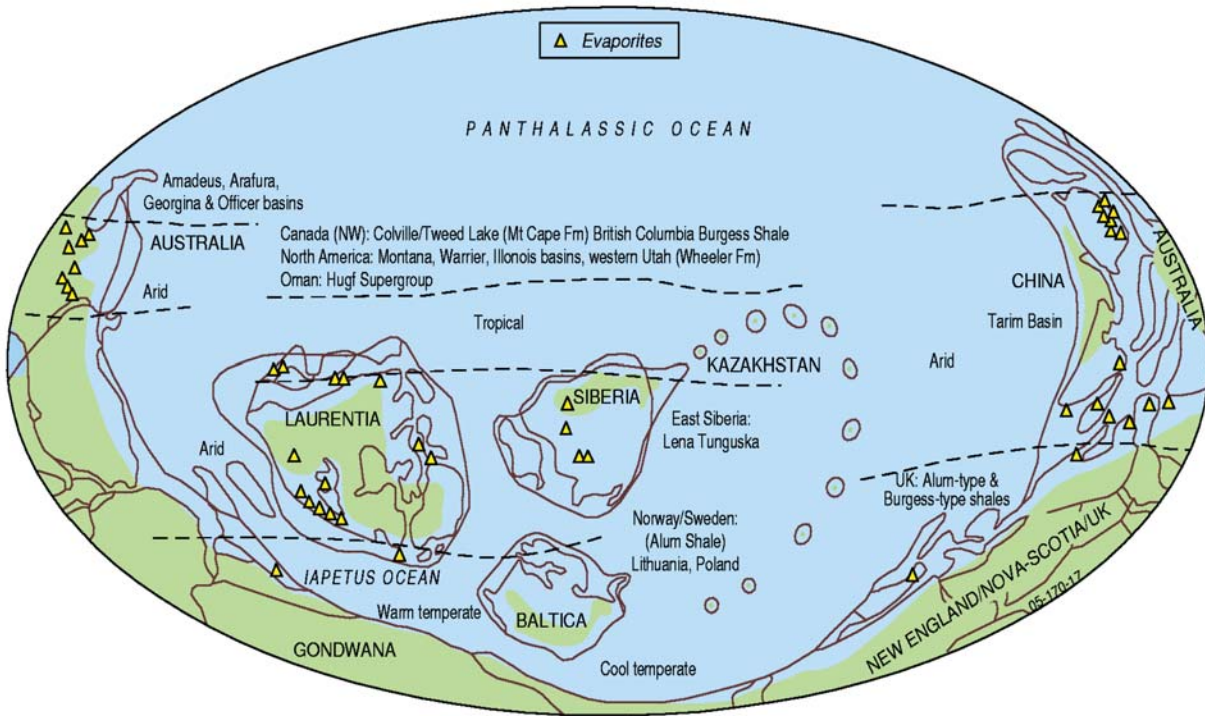 Evaporites
PANTHALASSIC OCEAN
Amadeus, Arafura,
Georgina & Officer basins
AUSTRALIA
Arid
Canada (NW): Colville/Tweed Lake (Mt Cape Fm) British Columbia Burgess Shale
North America: Montana, Warrier, Illonois basins, western Utah (Wheeler Fm)
Oman: Hugf Supergroup
Tropical
Arid
CHINA
Tarim Basin
AUSTRALIA
Arid
KAZAKHSTAN
LAURENTIA
SIBERIA
East Siberia:
Lena Tunguska
Arid
UK: Alum-type &
Burgess-type shales
Norway/Sweden:
(Alum Shale)
Lithuania, Poland
IAPETUS OCEAN
Warm temperate
BALTICA
GONDWANA
Cool temperate
NEW ENGLAND/NOVA-SCOTIA/UK
05-170-17